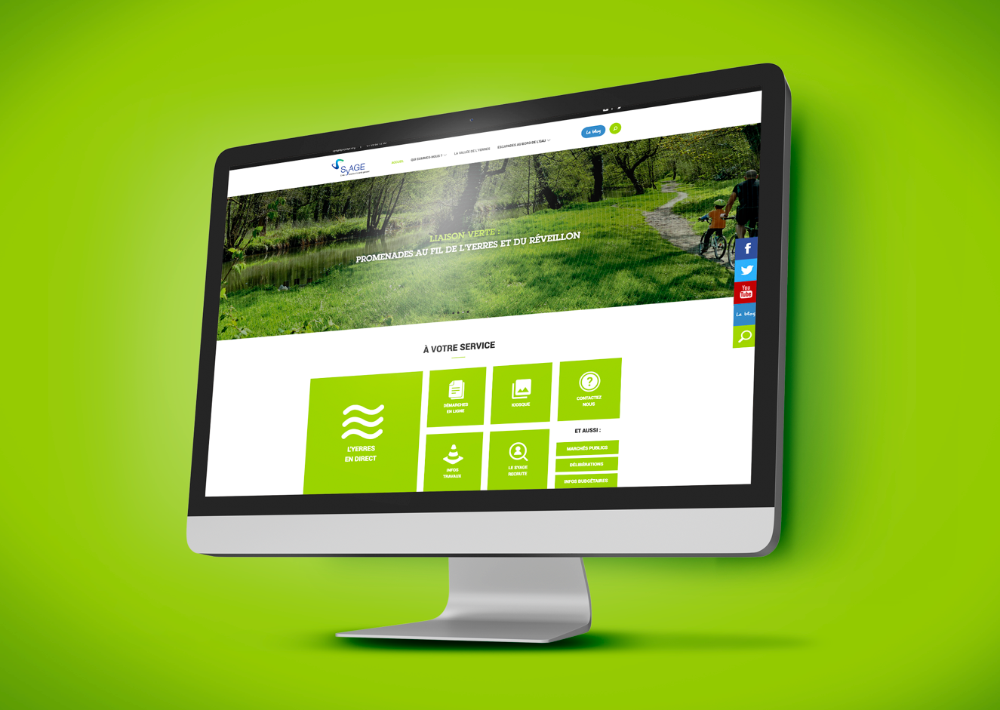 SyAGE
ACCUEIL
QUI SOMMES-NOUS ?
LA VALLÉE DE L'YERRES
ESCAPADES AU BORD DE L'EAU
Le blog
LIAISON VERTE :
PROMENADES AU FIL DE L'YERRES ET DU RÉVEILLON
f
You
Tube
Le blog
À VOTRE SERVICE
L'YERRES
EN DIRECT
DÉMARCHES
EN LIGNE
KIOSQUE
?
CONTACTEZ
NOUS
INFOS
TRAVAUX
LE SYAGE
RECRUTE
ET AUSSI :
MARCHÉS PUBLICS
DÉLIBÉRATIONS
INFOS BUDGÉTAIRES